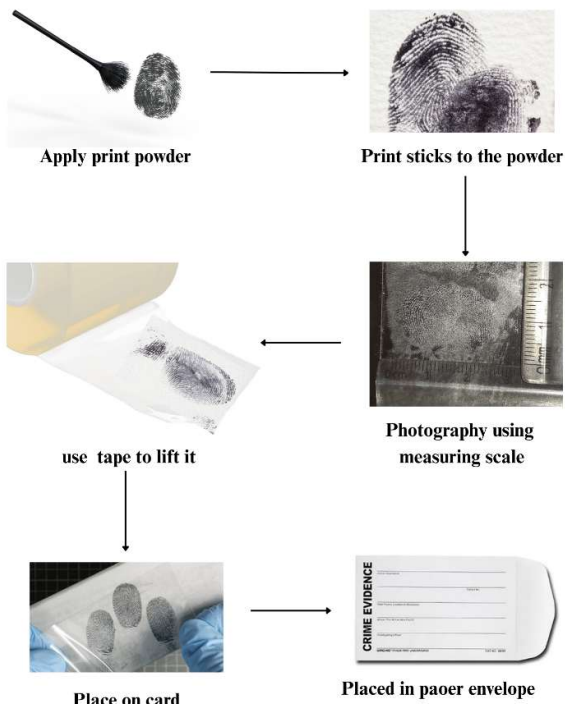 Apply print powder
Print sticks to the powder
Photography using
measuring scale
use tape to lift it
Place on card
CRIME EVIDENCE
Placed in paoer envelope